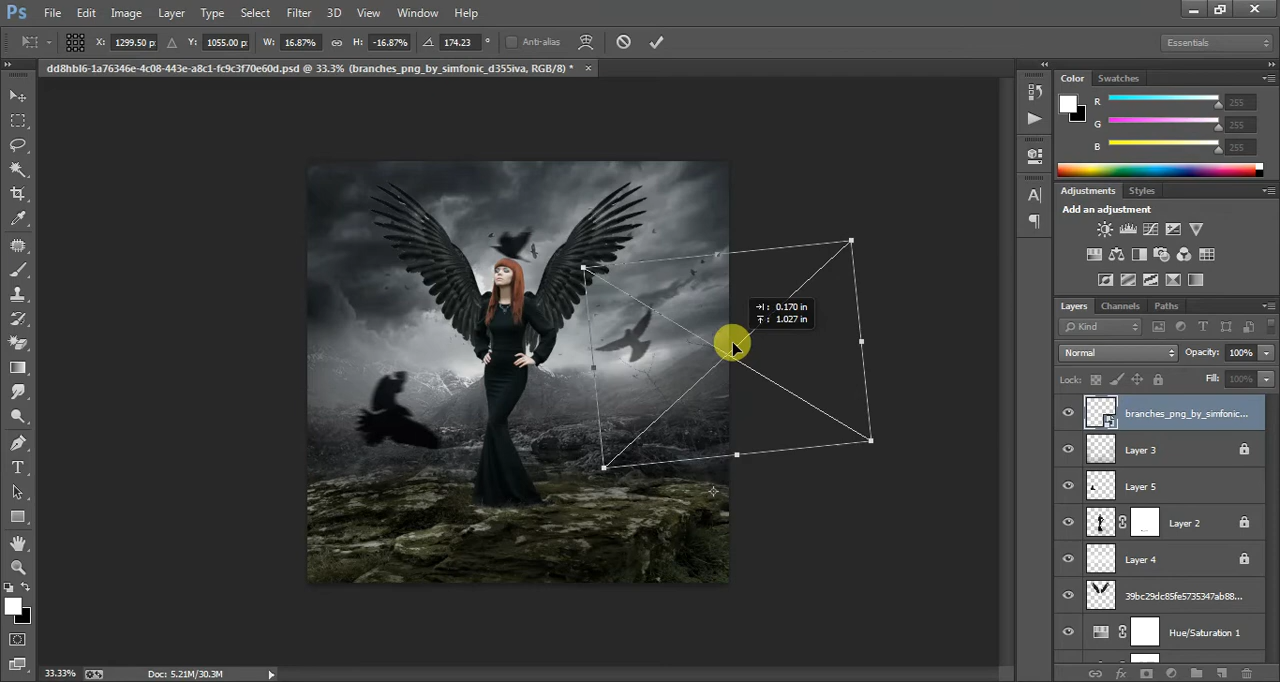 Ps File Edit Image Layer Type Select Filter 3D View Window Help
X: 1299.50 p: Y: 1055.00 p: W: 16.87% H: -16.87% 174.23 ° Anti-alias Essentials
dd8hbl6-1a76346e-4c08-443e-a8c1-fc9c3f70e60d.psd @ 33.3% (branches_png_by_simfonic_d355iva, RGB/8) * ×
Color Swatches
R 255
G 255
B 255
Adjustments Styles
Add an adjustment
: 0.170 in
: 1.027 in
Layers Channels Paths
Kind
Normal Opacity: 100%
Lock: Fill: 100%
branches_png_by_simfonic...
Layer 3
Layer 5
Layer 2
Layer 4
39bc29dc85fe5735347ab88...
Hue/Saturation 1
33.33% Doc: 5.21M/30.3M